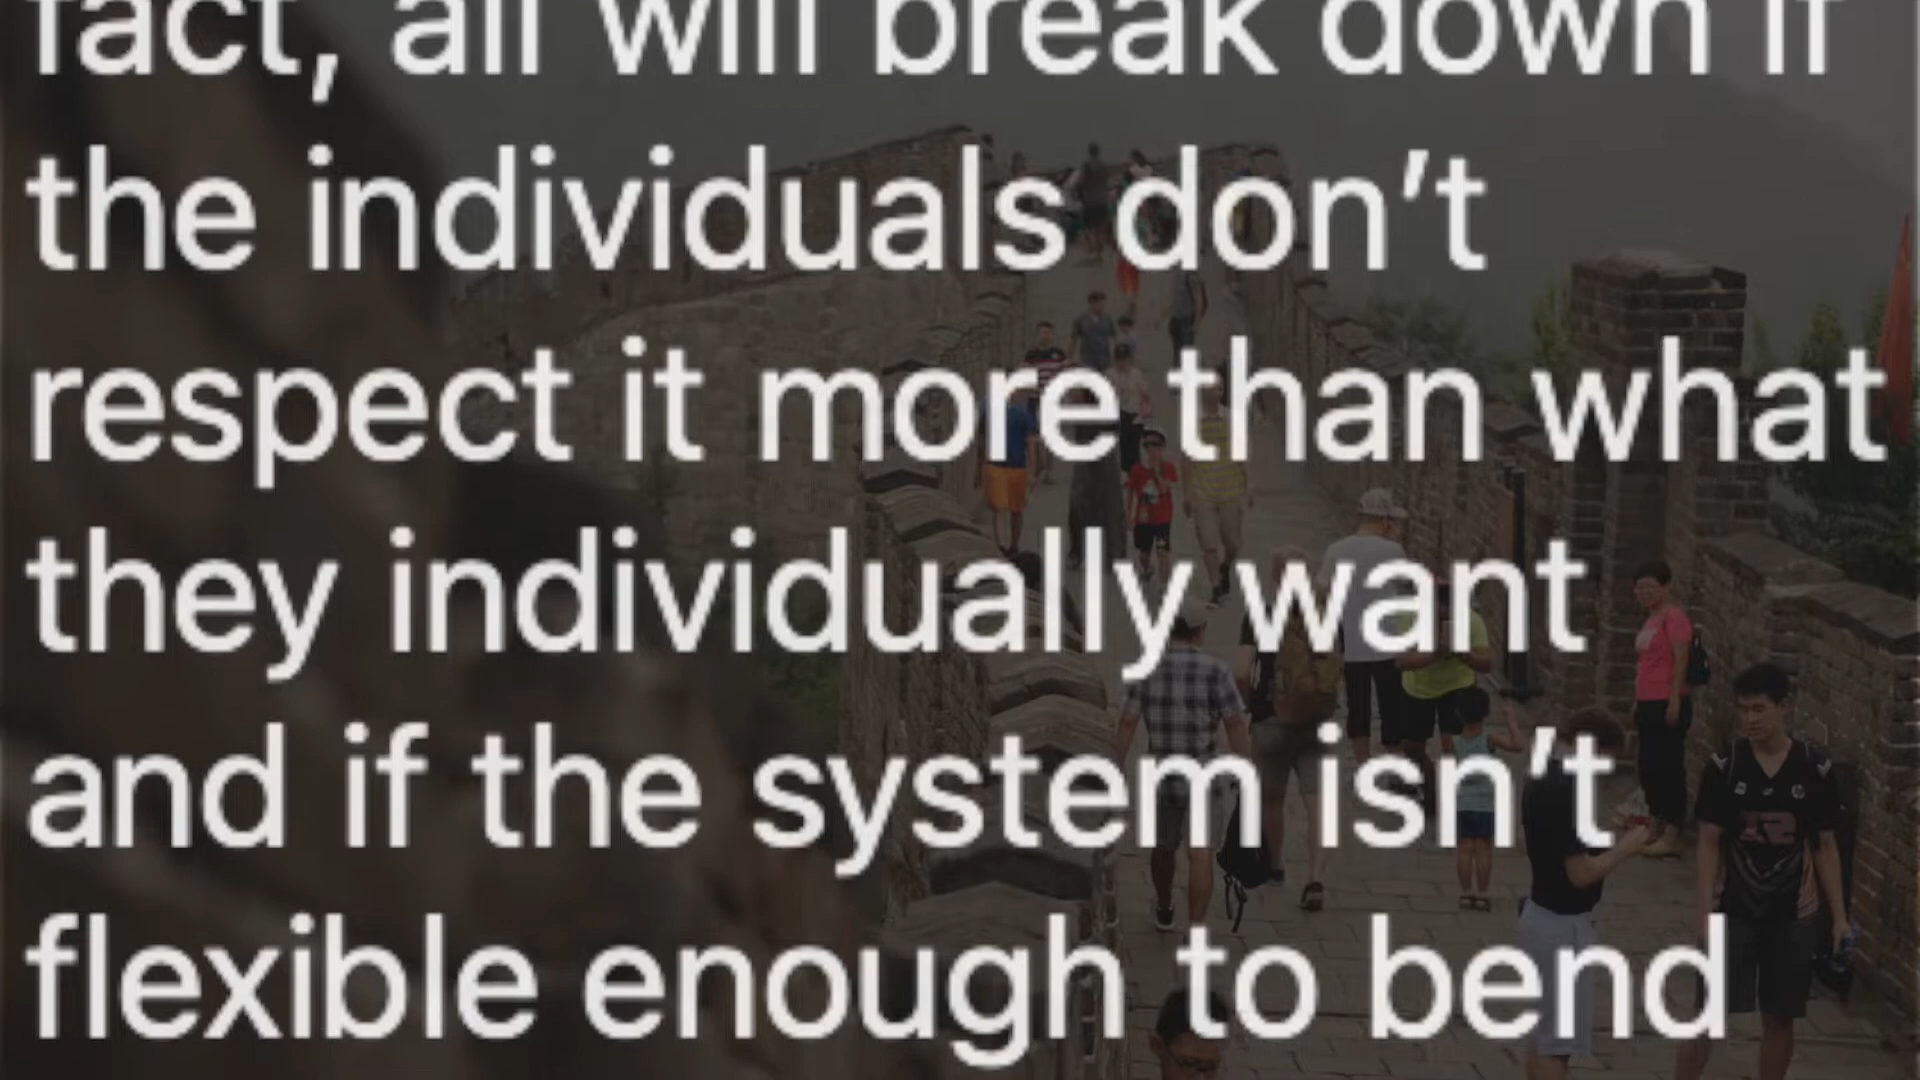 fact, all will break down if
the individuals don’t
respect it more than what
they individually want
and if the system isn’t
flexible enough to bend